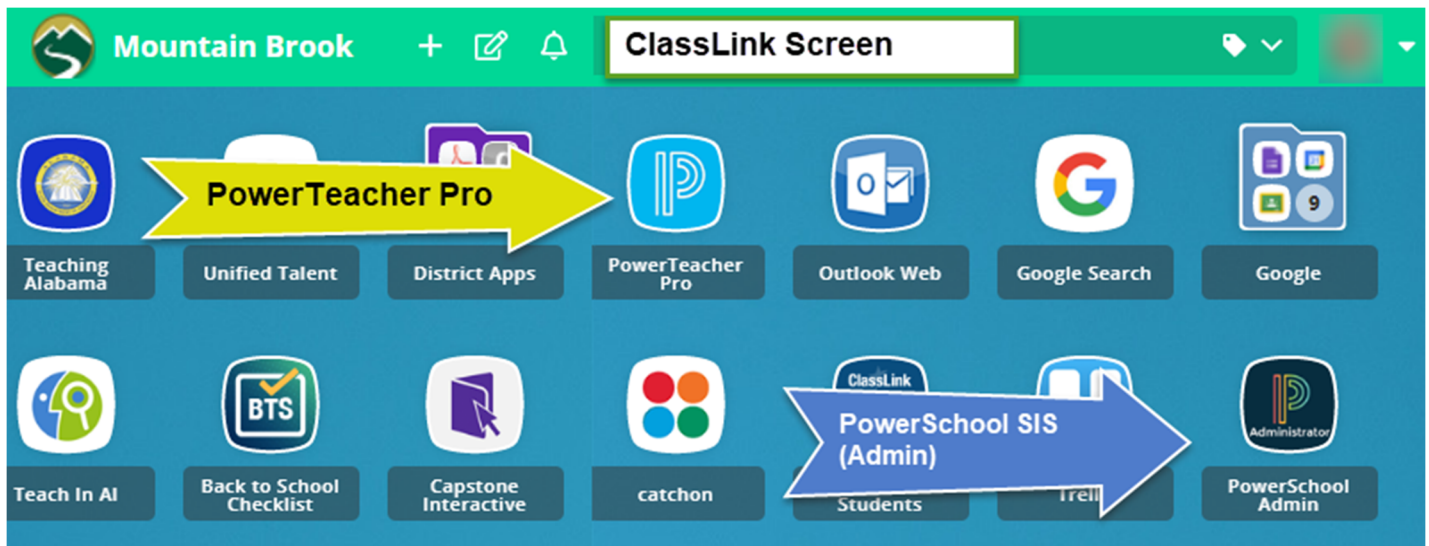 Mountain Brook
ClassLink Screen
PowerTeacher Pro
9
Teaching
Alabama
Unified Talent
District Apps
PowerTeacher
Pro
Outlook Web
Google Search
Google
BTS
ClassLink
PowerSchool SIS
(Admin)
Administrator
Teach In AI
Back to School
Checklist
Capstone
Interactive
catchon
Students
PowerSchool
Admin